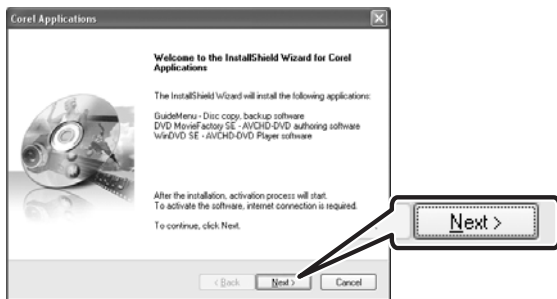 Corel Applications
Welcome to the InstallShield Wizard for Corel
Applications
The InstallShield Wizard will install the following applications:
GuideMenu - Disc copy, backup software
DVD MovieFactory SE - AVCHD-DVD authoring software
WinDVD SE - AVCHD-DVD Player software
After the installation, activation process will start.
To activate the software, internet connection is required.
To continue, click Next.
< Back Next > Cancel
Next >